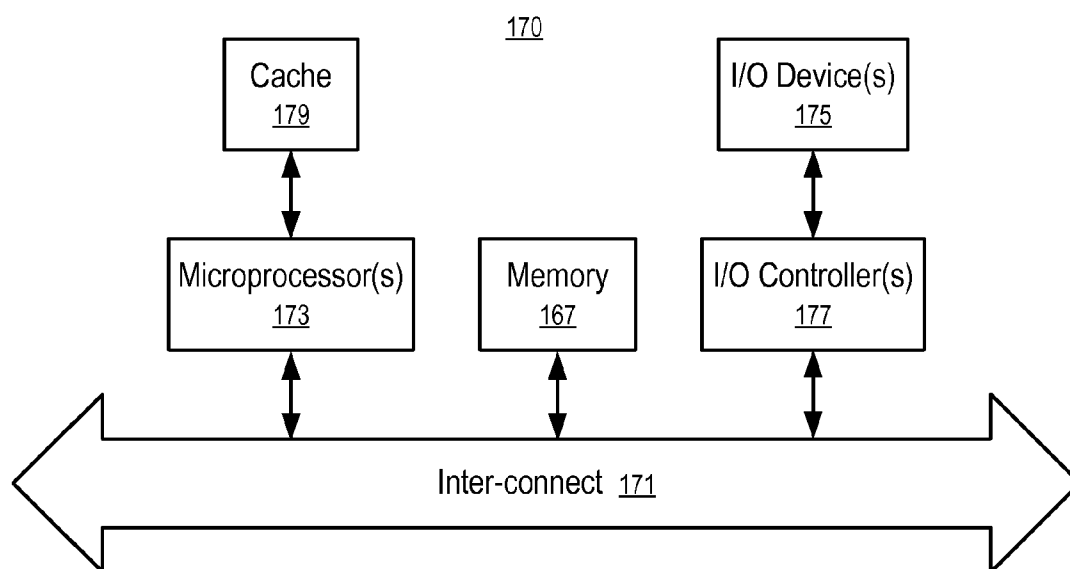 170
Cache
179
I/O Device(s)
175
Microprocessor(s)
173
Memory
167
I/O Controller(s)
177
Inter-connect 171